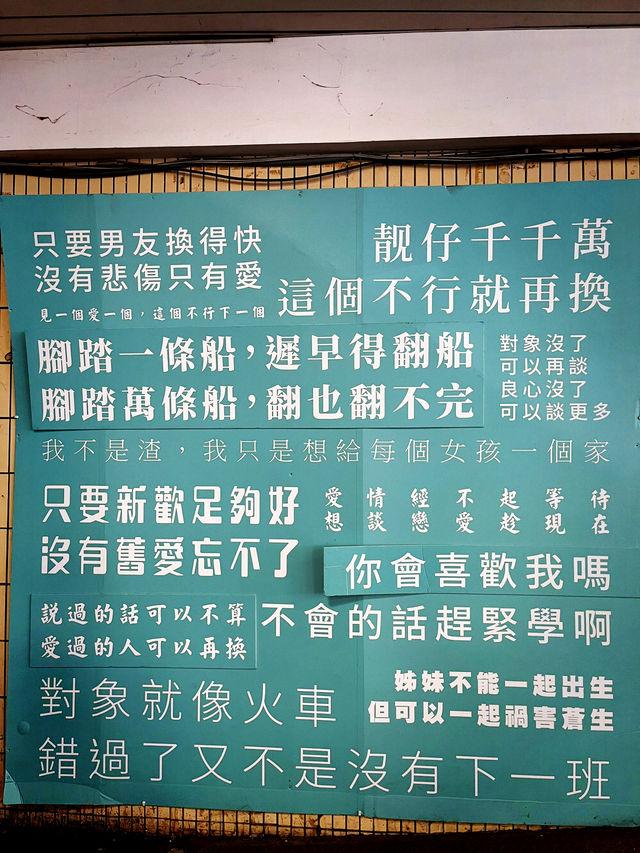 只要男友換得快
沒有悲傷只有愛
見一個愛一個，這個不行下一個
靚仔千千萬
這個不行就再換
腳踏一條船，遲早得翻船
腳踏萬條船，翻也翻不完
對象沒了
可以再談
良心沒了
可以談更多
我不是渣，我只是想給每個女孩一個家
只要新歡足夠好
沒有舊愛忘不了
愛情經不起等待
想談戀愛趁現在
你會喜歡我嗎
不會的話趕緊學啊
說過的話可以不算
愛過的人可以再換
姊妹不能一起出生
但可以一起禍害蒼生
對象就像火車
錯過了又不是沒有下一班